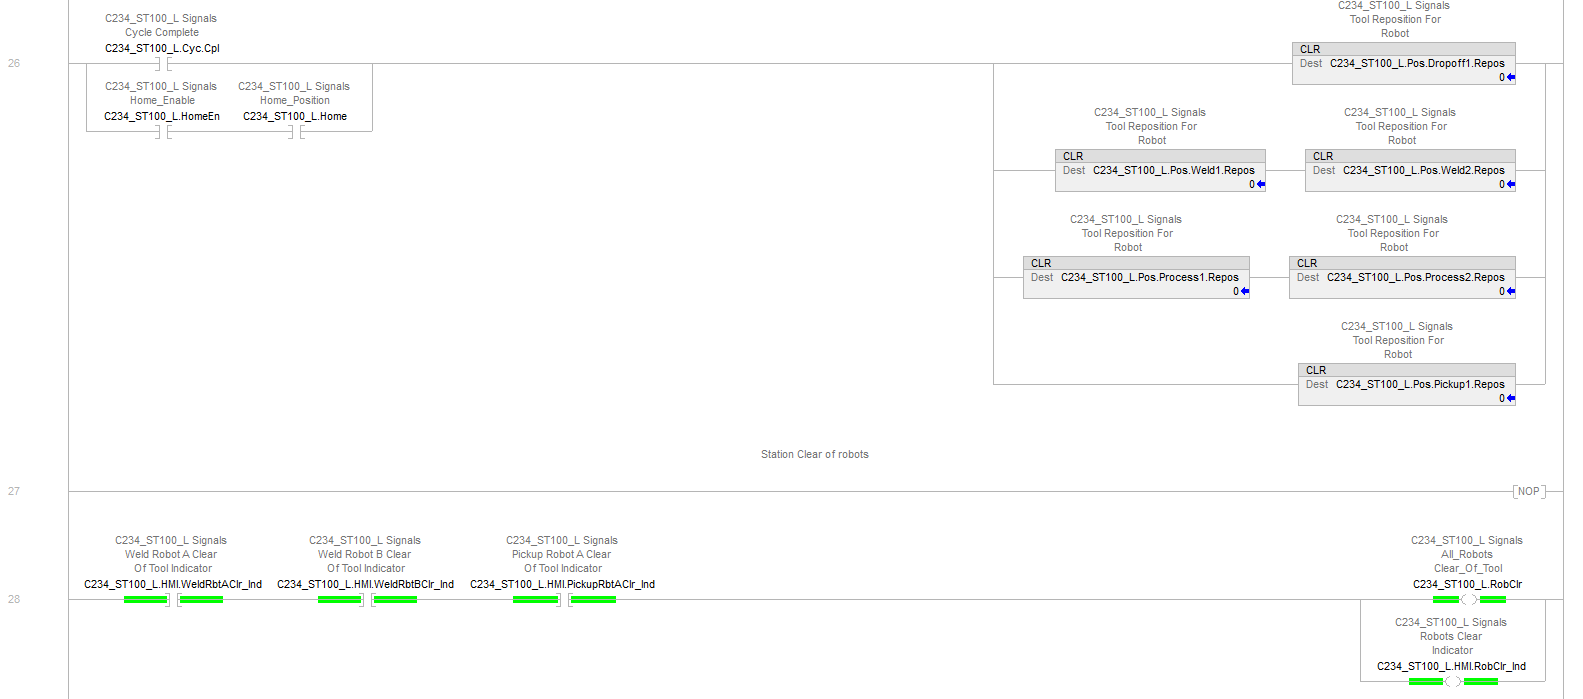 C234_ST100_L Signals
Cycle Complete
C234_ST100_L.Cyc.Cpl
C234_ST100_L Signals
Tool Reposition For
Robot
CLR
Dest C234_ST100_L.Pos.Dropoff1.Repos
0
26
C234_ST100_L Signals
Home_Enable
C234_ST100_L.HomeEn
C234_ST100_L Signals
Home_Position
C234_ST100_L.Home
C234_ST100_L Signals
Tool Reposition For
Robot
CLR
Dest C234_ST100_L.Pos.Weld1.Repos
0
C234_ST100_L Signals
Tool Reposition For
Robot
CLR
Dest C234_ST100_L.Pos.Weld2.Repos
0
C234_ST100_L Signals
Tool Reposition For
Robot
CLR
Dest C234_ST100_L.Pos.Process1.Repos
0
C234_ST100_L Signals
Tool Reposition For
Robot
CLR
Dest C234_ST100_L.Pos.Process2.Repos
0
C234_ST100_L Signals
Tool Reposition For
Robot
CLR
Dest C234_ST100_L.Pos.Pickup1.Repos
0
Station Clear of robots
27
NOP
C234_ST100_L Signals
Weld Robot A Clear
Of Tool Indicator
C234_ST100_L.HMI.WeldRbtAClr_Ind
C234_ST100_L Signals
Weld Robot B Clear
Of Tool Indicator
C234_ST100_L.HMI.WeldRbtBClr_Ind
C234_ST100_L Signals
Pickup Robot A Clear
Of Tool Indicator
C234_ST100_L.HMI.PickupRbtAClr_Ind
C234_ST100_L Signals
All_Robots
Clear_Of_Tool
C234_ST100_L.RobClr
28
C234_ST100_L Signals
Robots Clear
Indicator
C234_ST100_L.HMI.RobClr_Ind